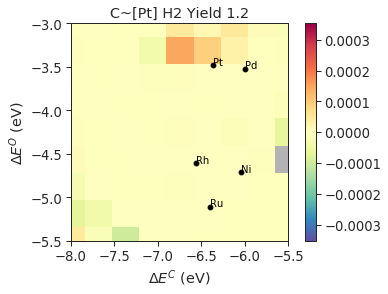 C~[Pt] H2 Yield 1.2
−3.0
−3.5
−4.0
−4.5
−5.0
−5.5
ΔE^O (eV)
Pt
Pd
Rh
Ni
Ru
−8.0 −7.5 −7.0 −6.5 −6.0 −5.5
ΔE^C (eV)
0.0003
0.0002
0.0001
0.0000
−0.0001
−0.0002
−0.0003